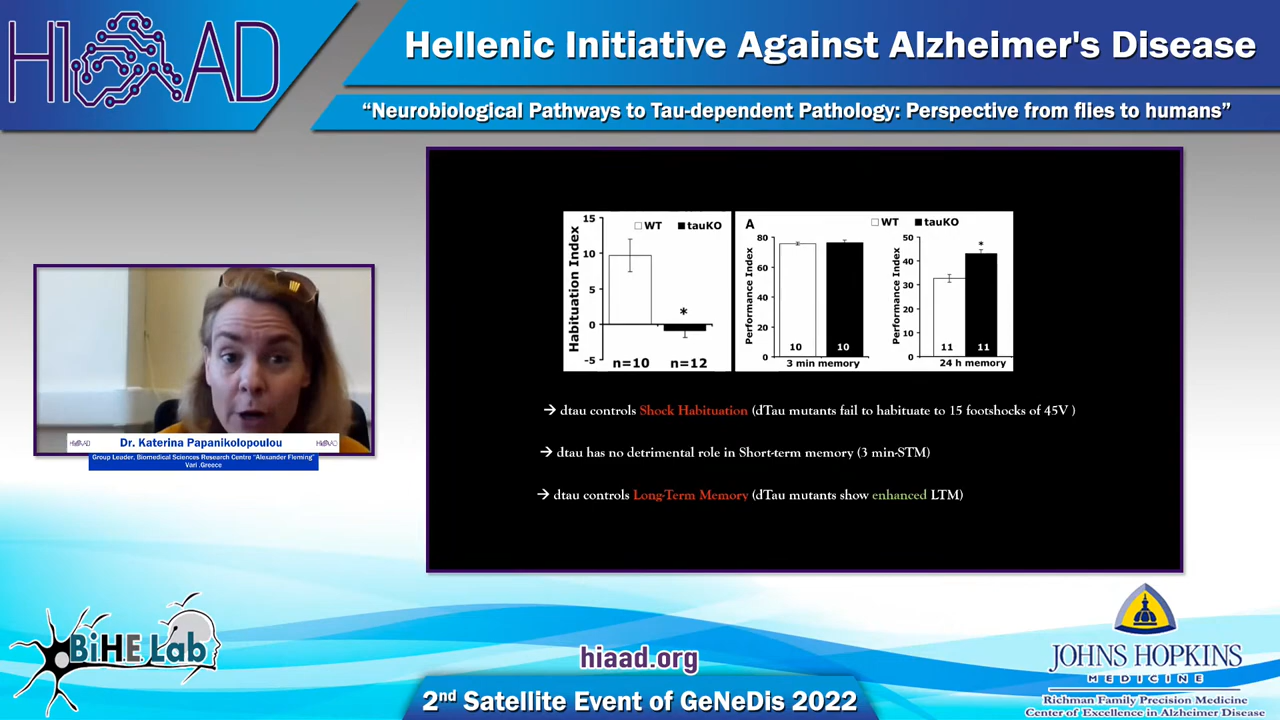 HIAAD
Hellenic Initiative Against Alzheimer's Disease
“Neurobiological Pathways to Tau-dependent Pathology: Perspective from flies to humans”
Habituation Index
15
10
5
0
-5
WT
tauKO
*
n=10
n=12
A
WT
tauKO
Performance Index
80
60
40
20
0
10
10
3 min memory
Performance Index
50
40
30
20
10
0
*
11
11
24 h memory
→ dtau controls Shock Habituation (dTau mutants fail to habituate to 15 footshocks of 45V )
→ dtau has no detrimental role in Short-term memory (3 min-STM)
→ dtau controls Long-Term Memory (dTau mutants show enhanced LTM)
HIAAD
Dr. Katerina Papanikolopoulou
HIAAD
Group Leader, Biomedical Sciences Research Centre “Alexander Fleming”
Vari .Greece
BiHE Lab
hiaad.org
2nd Satellite Event of GeNeDis 2022
JOHNS HOPKINS
MEDICINE
Richman Family Precision Medicine
Center of Excellence in Alzheimer Disease